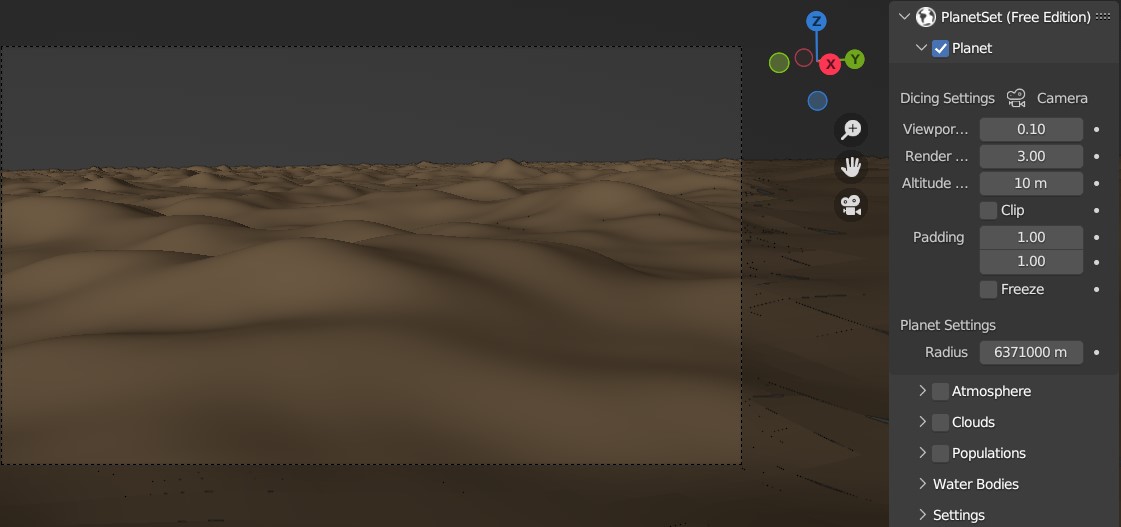 Z
X
Y
PlanetSet (Free Edition)
Planet
Dicing Settings Camera
Viewpor... 0.10
Render ... 3.00
Altitude ... 10 m
Clip
Padding 1.00
1.00
Freeze
Planet Settings
Radius 6371000 m
Atmosphere
Clouds
Populations
Water Bodies
Settings